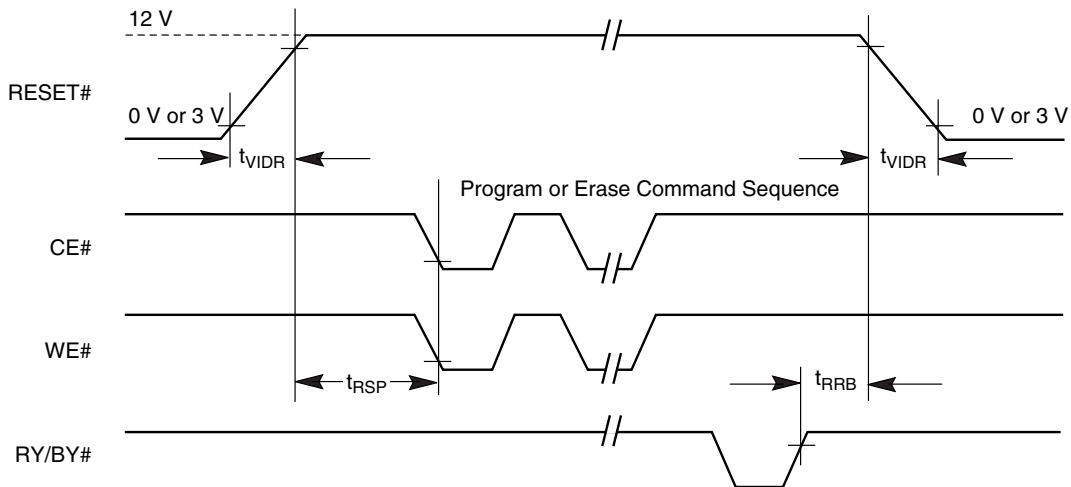 12 V
RESET#
0 V or 3 V
0 V or 3 V
tVIDR
tVIDR
Program or Erase Command Sequence
CE#
WE#
tRSP
tRRB
RY/BY#